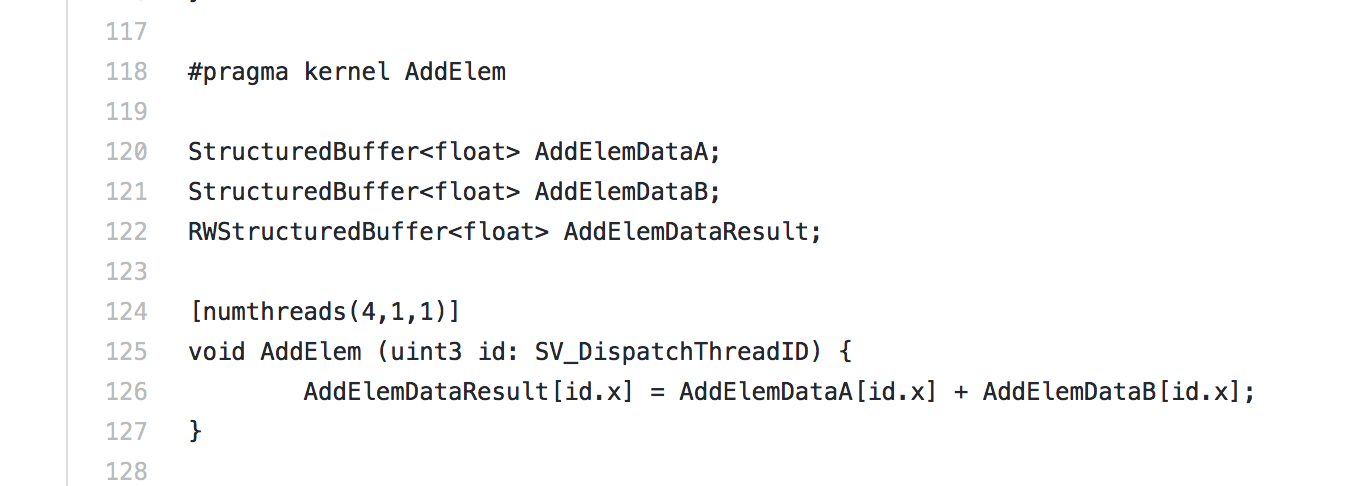 117
118 #pragma kernel AddElem
119
120 StructuredBuffer<float> AddElemDataA;
121 StructuredBuffer<float> AddElemDataB;
122 RWStructuredBuffer<float> AddElemDataResult;
123
124 [numthreads(4,1,1)]
125 void AddElem (uint3 id: SV_DispatchThreadID) {
126         AddElemDataResult[id.x] = AddElemDataA[id.x] + AddElemDataB[id.x];
127 }
128